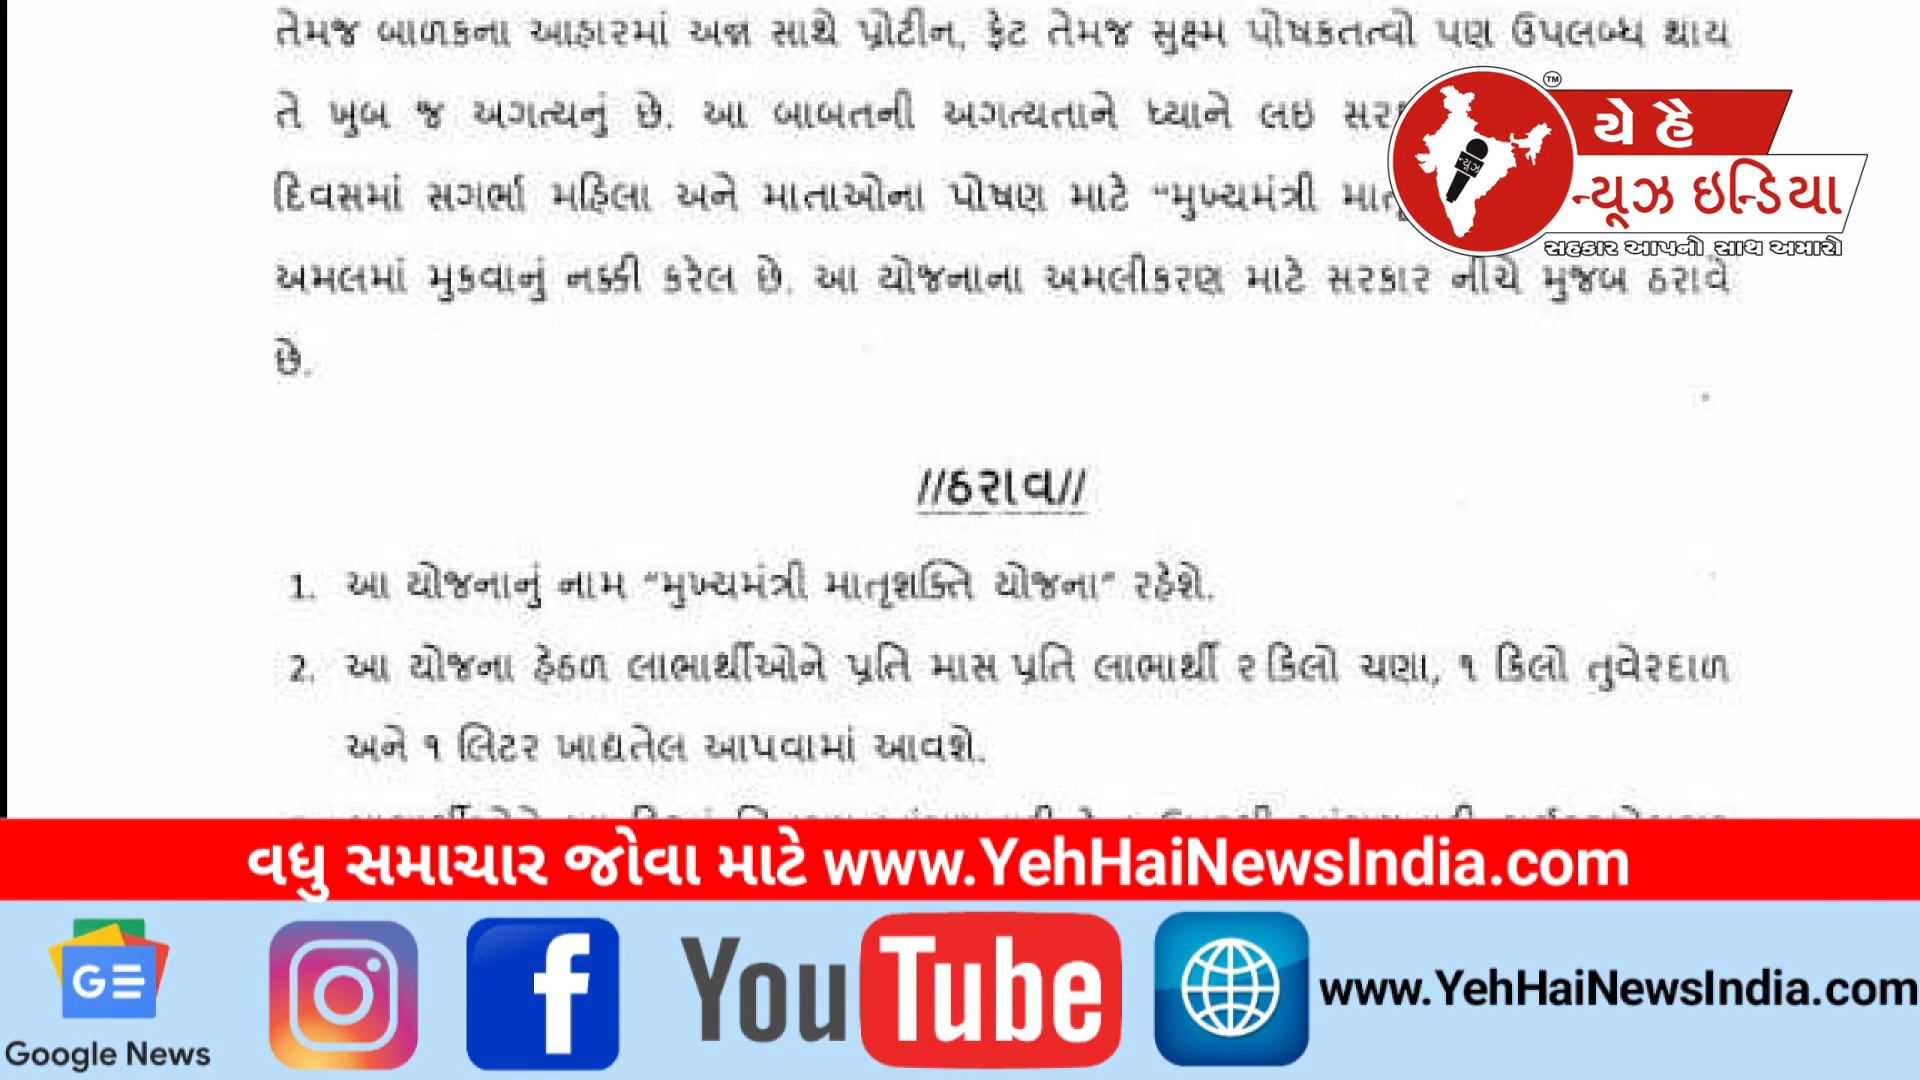 તેમજ બાળકના આહારમાં અન્ન સાથે પ્રોટીન, ફેટ તેમજ સુક્ષ્મ પોષકતત્વો પણ ઉપલબ્ધ થાય
તે ખુબ જ અગત્યનું છે. આ બાબતની અગત્યતાને ધ્યાને લઇ
દિવસમાં સગર્ભા મહિલા અને માતાઓના પોષણ માટે “મુખ્યમંત્રી
™
યે હૈ
ન્યૂઝ
ન્યૂઝ ઇન્ડિયા
સહકાર આપનો સાથ અમારો
અમલમાં મુકવાનું નક્કી કરેલ છે. આ યોજનાના અમલીકરણ માટે સરકાર નીચે મુજબ ઠરાવે
છે.
//ઠરાવ//
1. આ યોજનાનું નામ “મુખ્યમંત્રી માતૃશક્તિ યોજના” રહેશે.
2. આ યોજના હેઠળ લાભાર્થીઓને પ્રતિ માસ પ્રતિ લાભાર્થી ૨ કિલો ચણા, ૧ કિલો તુવેરદાળ
અને ૧ લિટર ખાદ્યતેલ આપવામાં આવશે.
વધુ સમાચાર જોવા માટે www.YehHaiNewsIndia.com
GE
Google News
f
YouTube
www.YehHaiNewsIndia.com